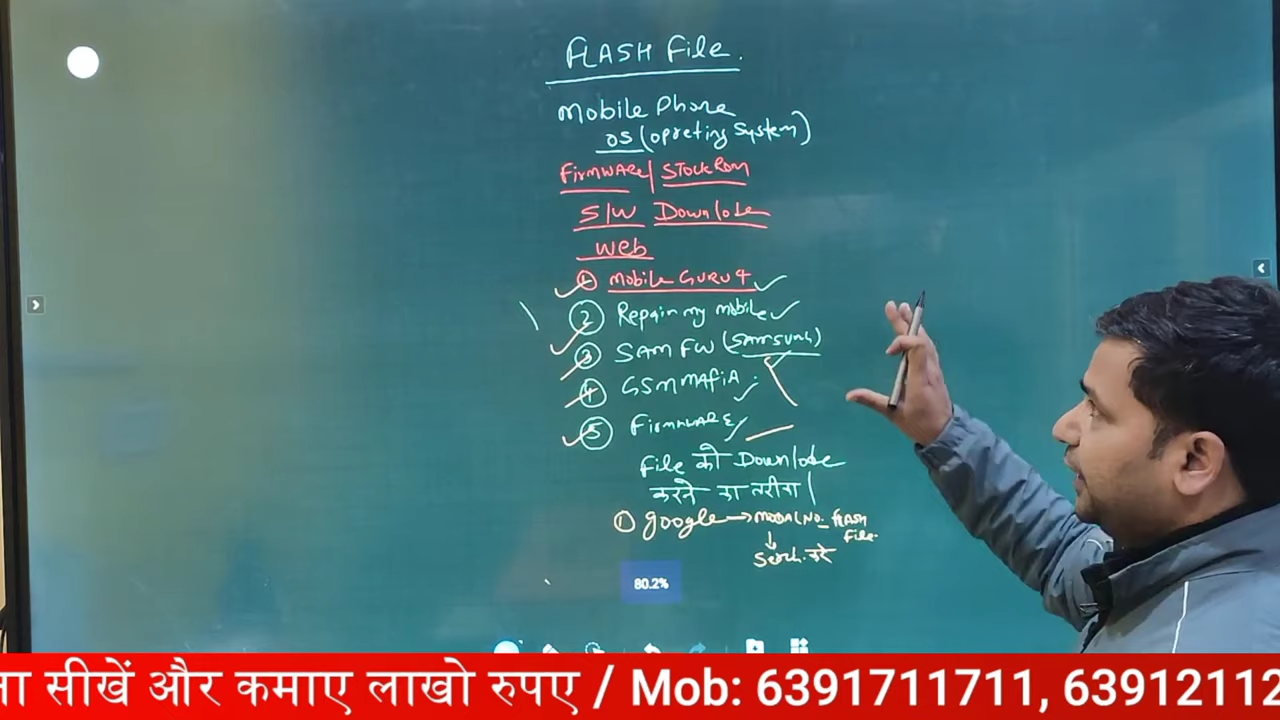 FLASH File.
Mobile Phone
OS (opreting System)
FirmWARe | STOCK Rom
S/W Downlode
Web
① Mobile Guru 4
② Repair my mobile
③ SAM FW (SAMSUNG)
④ GSM MAFiA
⑤ FirmWARE
File को Downlode
करने का तरीका |
① google → MODAL No. FLASH File.
↓
Serch. करे
80.2%
ना सीखें और कमाए लाखो रुपए / Mob: 6391711711, 63912112